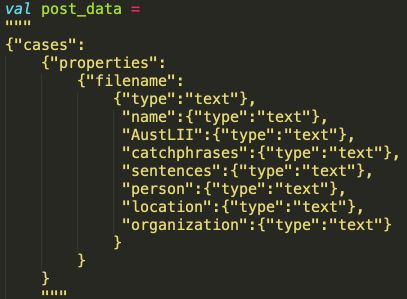 val post_data =
"""
{"cases":
    {"properties":
        {"filename":
            {"type":"text"},
             "name":{"type":"text"},
             "AustLII":{"type":"text"},
             "catchphrases":{"type":"text"},
             "sentences":{"type":"text"},
             "person":{"type":"text"},
             "location":{"type":"text"},
             "organization":{"type":"text"}
            }
        }
    }
    """